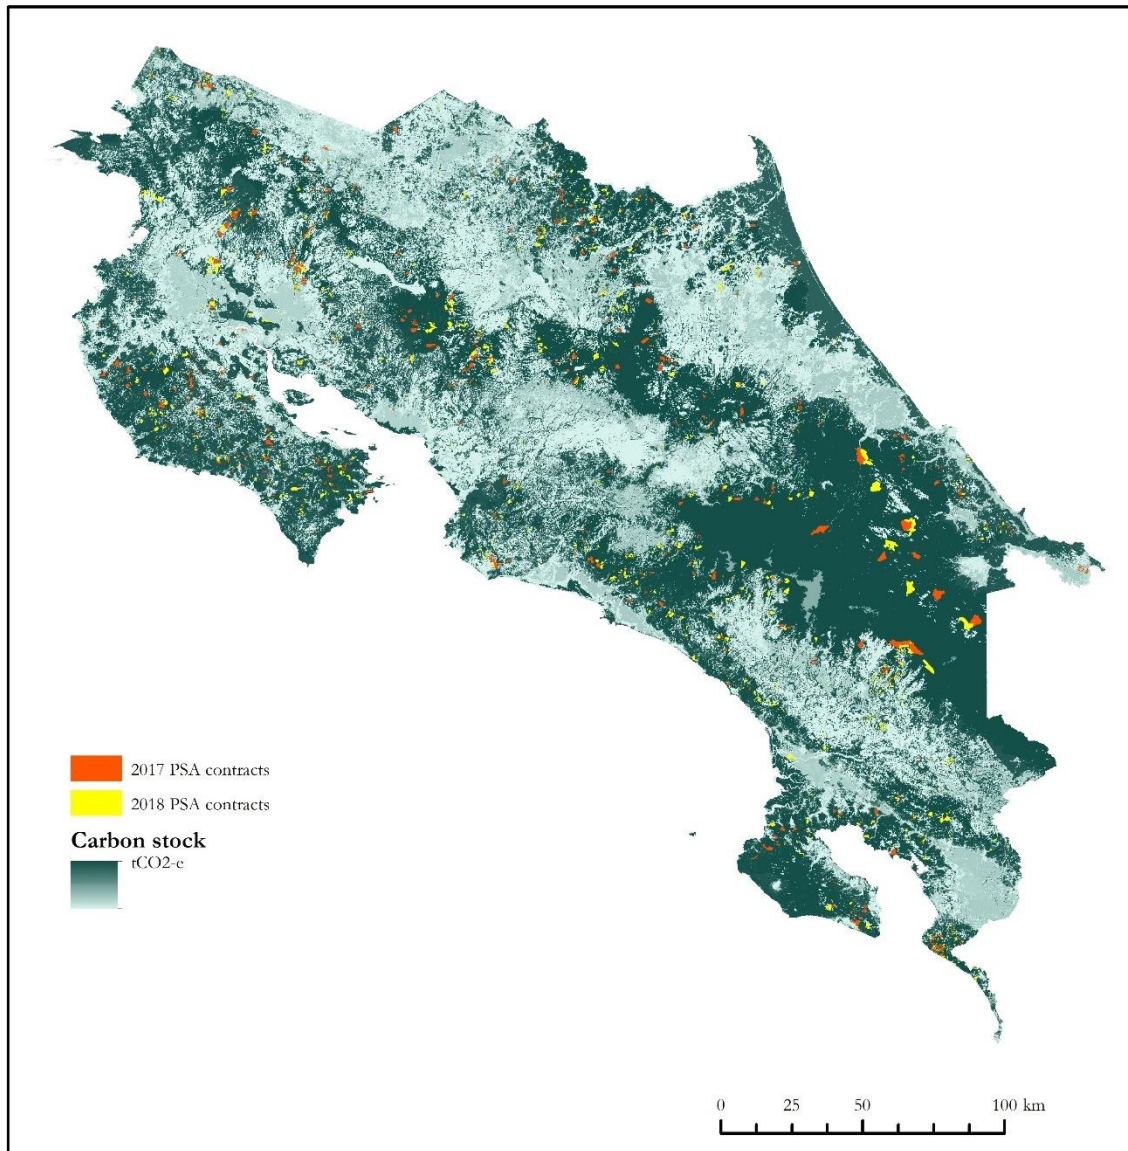 2017 PSA contracts
2018 PSA contracts
Carbon stock
tCO2-e
0 25 50 100 km